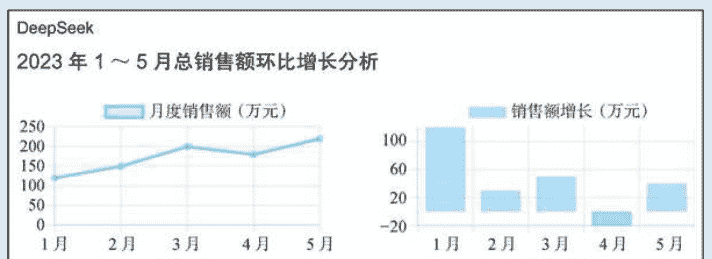 DeepSeek
2023 年 1 ～ 5 月总销售额环比增长分析
月度销售额（万元）
250
200
150
100
50
0
1 月 2 月 3 月 4 月 5 月
销售额增长（万元）
100
60
20
−20
1 月 2 月 3 月 4 月 5 月